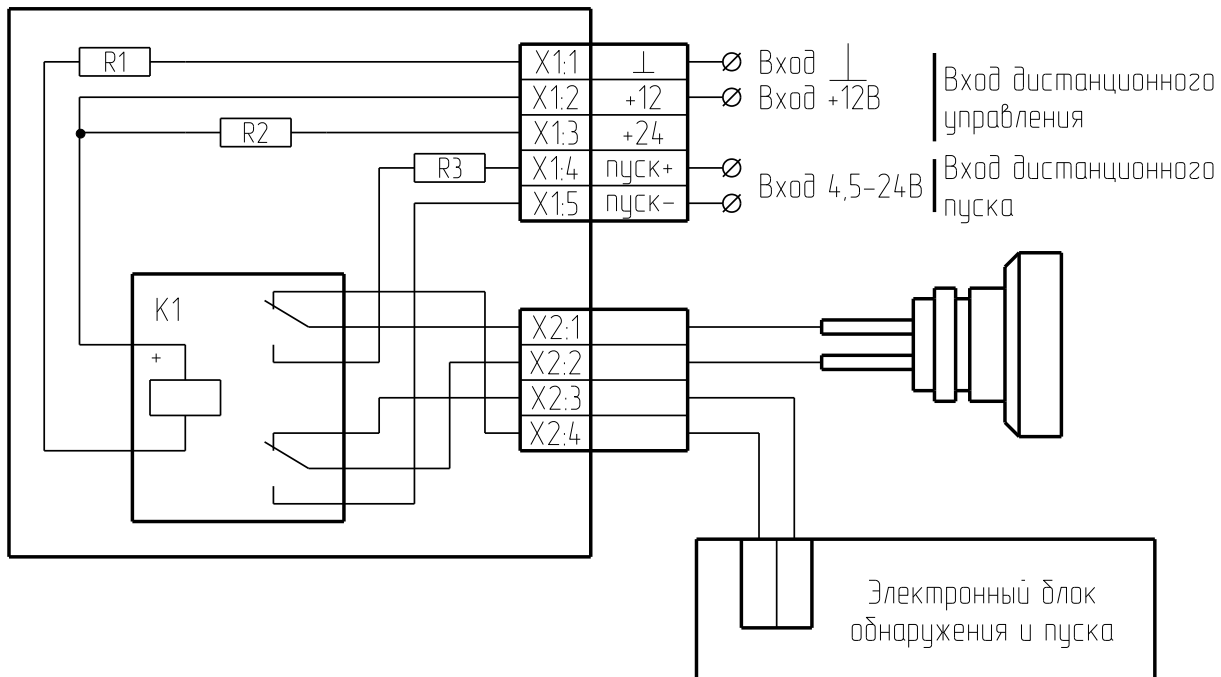 R1
X1:1 ⊥
Вход ⊥
X1:2 +12
Вход +12В
Вход дистанционного
управления
R2
X1:3 +24
R3
X1:4 пуск+
X1:5 пуск-
Вход 4,5-24В
Вход дистанционного
пуска
K1
+
X2:1
X2:2
X2:3
X2:4
Электронный блок
обнаружения и пуска